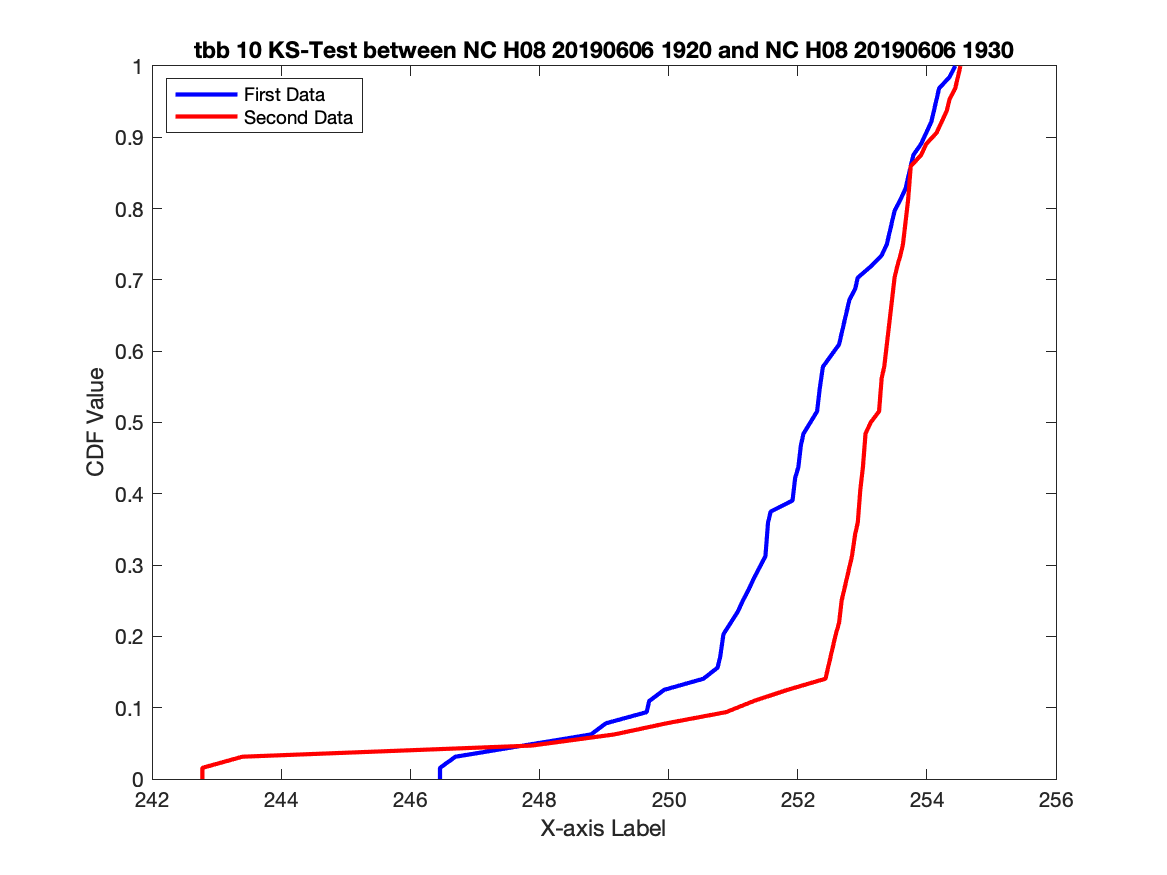 tbb 10 KS-Test between NC H08 20190606 1920 and NC H08 20190606 1930
First Data
Second Data
1
0.9
0.8
0.7
0.6
0.5
0.4
0.3
0.2
0.1
0
CDF Value
242 244 246 248 250 252 254 256
X-axis Label